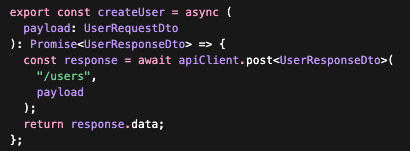 export const createUser = async (
  payload: UserRequestDto
): Promise<UserResponseDto> => {
  const response = await apiClient.post<UserResponseDto>(
    "/users",
    payload
  );
  return response.data;
};